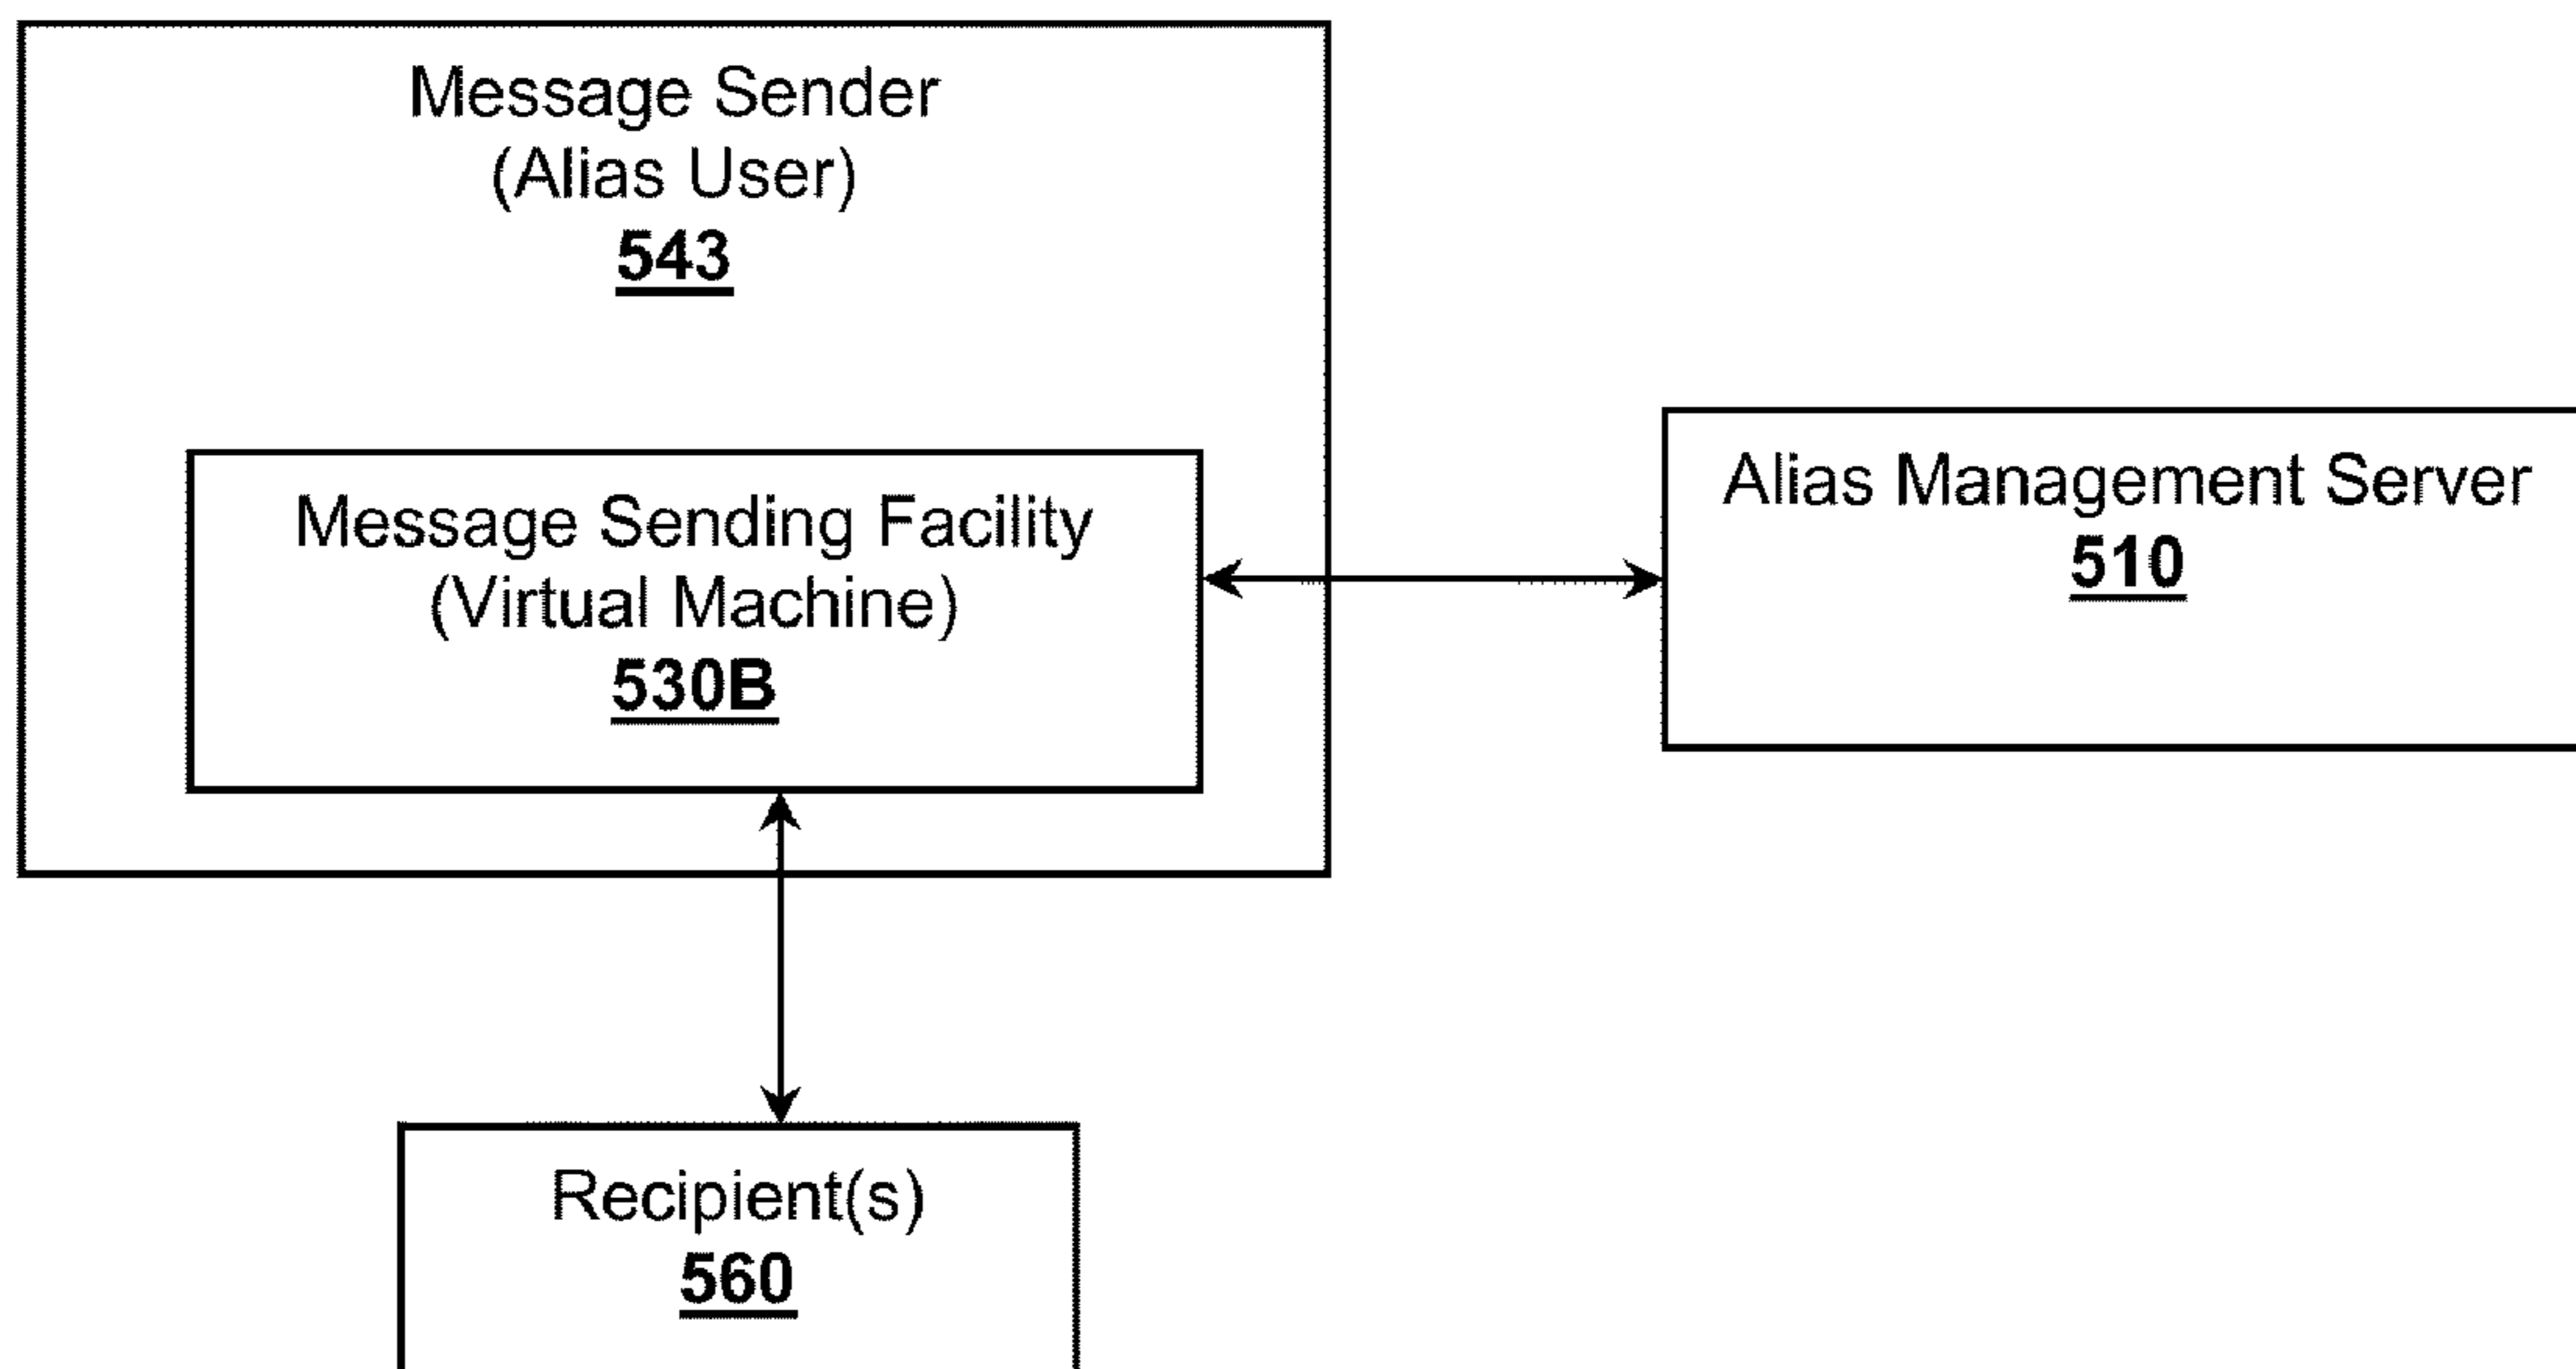 Message Sender
(Alias User)
543
Message Sending Facility
(Virtual Machine)
530B
Alias Management Server
510
Recipient(s)
560